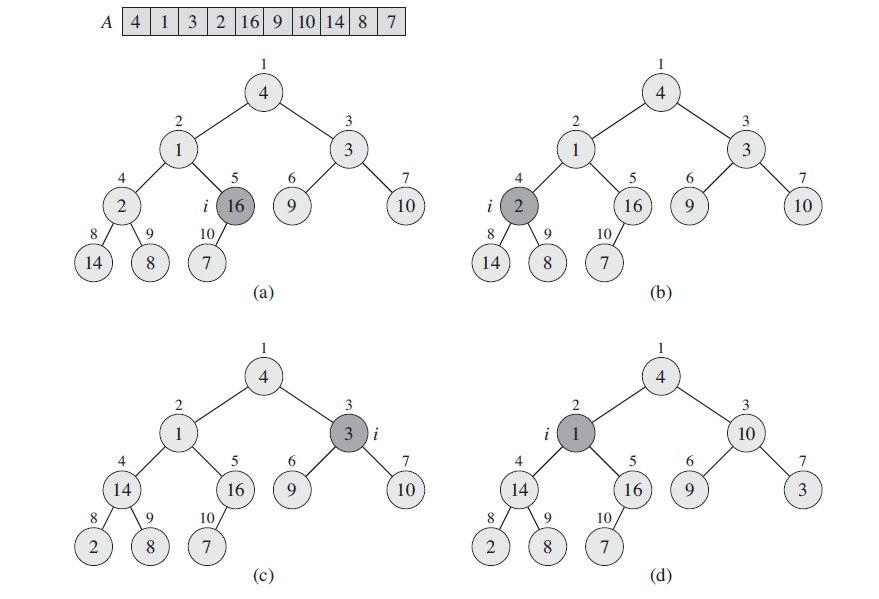 A 4 1 3 2 16 9 10 14 8 7
1 1
4 4
2 3 2 3
1 3 1 3
4 5 6 7 4 5 6 7
2 i 16 9 10 i 2 16 9 10
8 9 10 8 9 10
14 8 7 14 8 7
(a) (b)
1 1
4 4
2 3 2 3
1 3 i i 1 10
4 5 6 7 4 5 6 7
14 16 9 10 14 16 9 3
8 9 10 8 9 10
2 8 7 2 8 7
(c) (d)